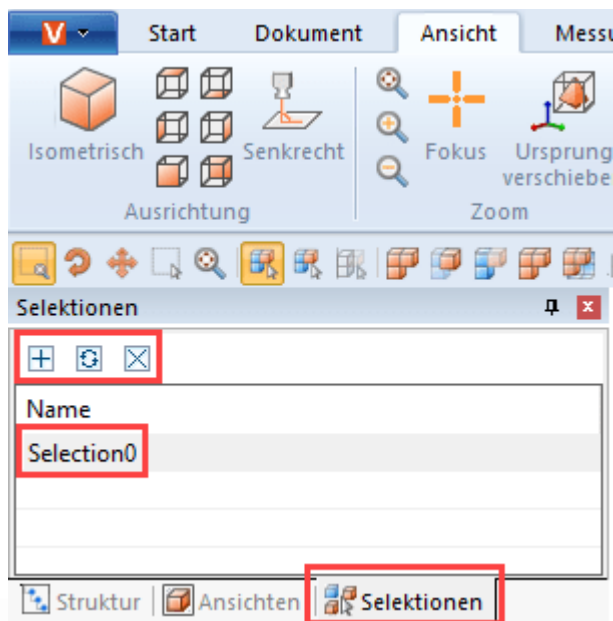 V
Start Dokument Ansicht Messu
Isometrisch Senkrecht Fokus Ursprung
verschiebe
Ausrichtung Zoom
Selektionen
Name
Selection0
Struktur Ansichten Selektionen